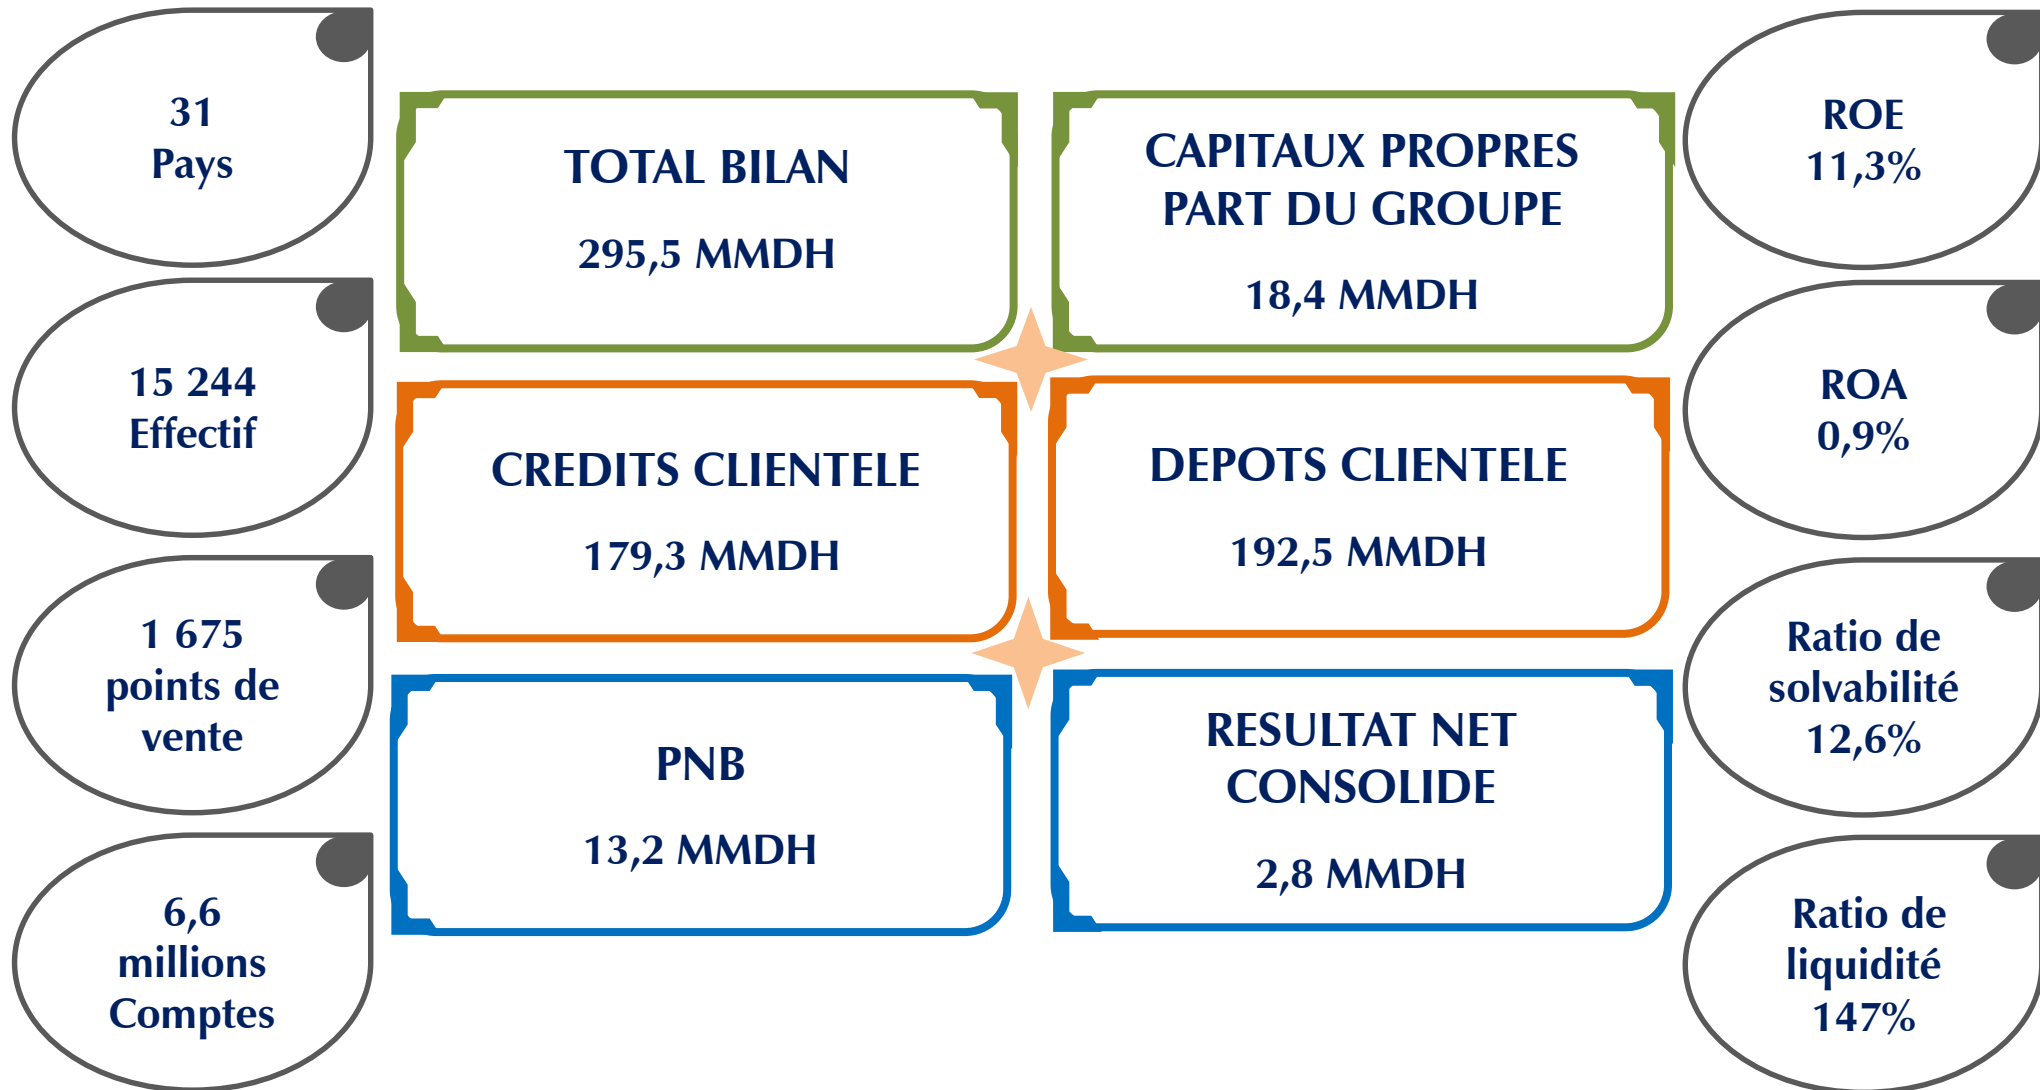 31
Pays
15 244
Effectif
1 675
points de
vente
6,6
millions
Comptes
TOTAL BILAN
295,5 MMDH
CAPITAUX PROPRES
PART DU GROUPE
18,4 MMDH
CREDITS CLIENTELE
179,3 MMDH
DEPOTS CLIENTELE
192,5 MMDH
PNB
13,2 MMDH
RESULTAT NET
CONSOLIDE
2,8 MMDH
ROE
11,3%
ROA
0,9%
Ratio de
solvabilité
12,6%
Ratio de
liquidité
147%